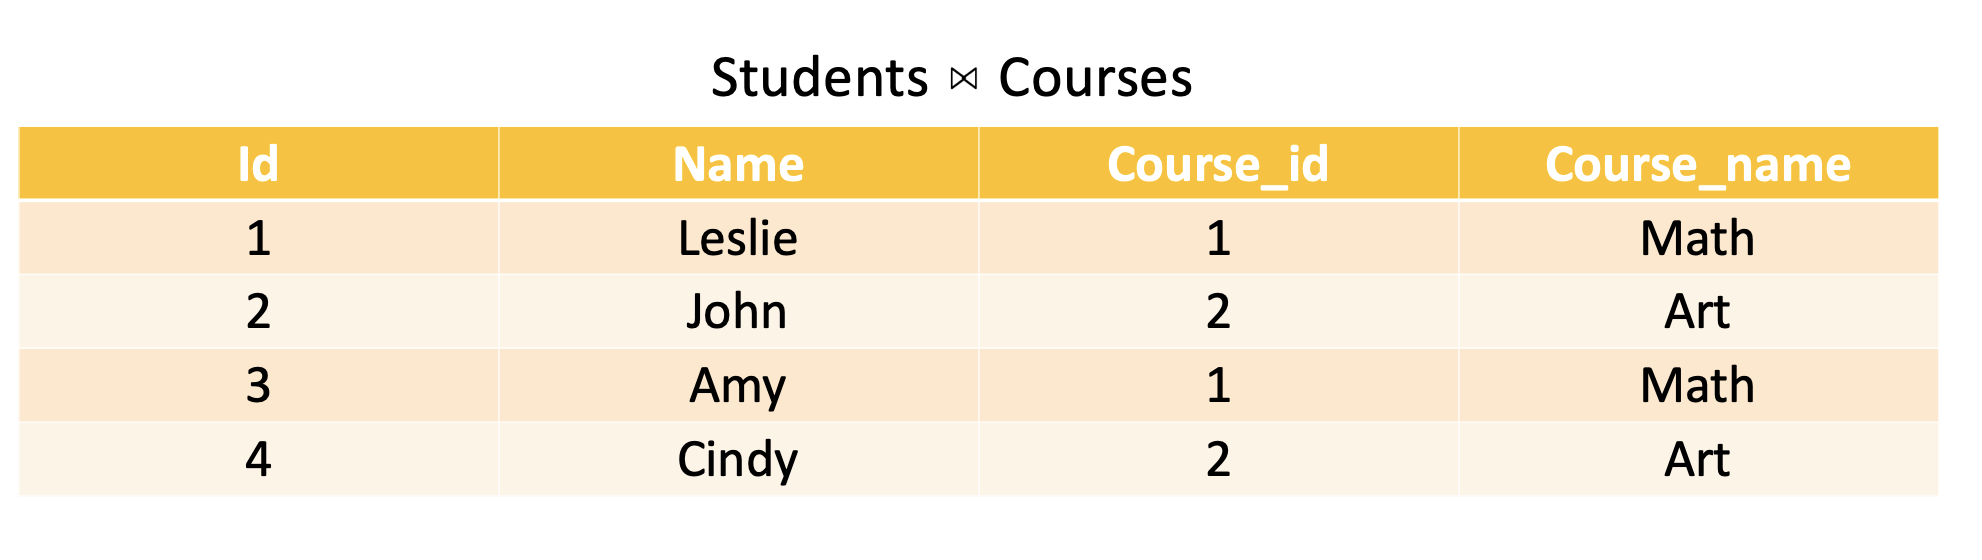 Students ⋈ Courses
Id Name Course_id Course_name
1 Leslie 1 Math
2 John 2 Art
3 Amy 1 Math
4 Cindy 2 Art